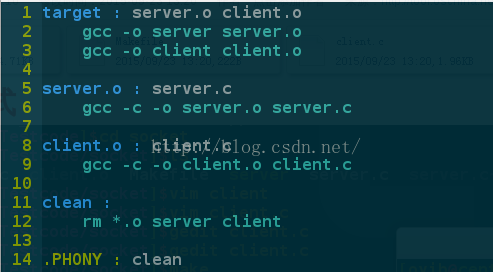 1 target : server.o client.o
2     gcc -o server server.o
3     gcc -o client client.o
4
5 server.o : server.c
6     gcc -c -o server.o server.c
7
8 client.o : client.c
http://blog.csdn.net/
9     gcc -c -o client.o client.c
10
11 clean :
12     rm *.o server client
13
14 .PHONY : clean